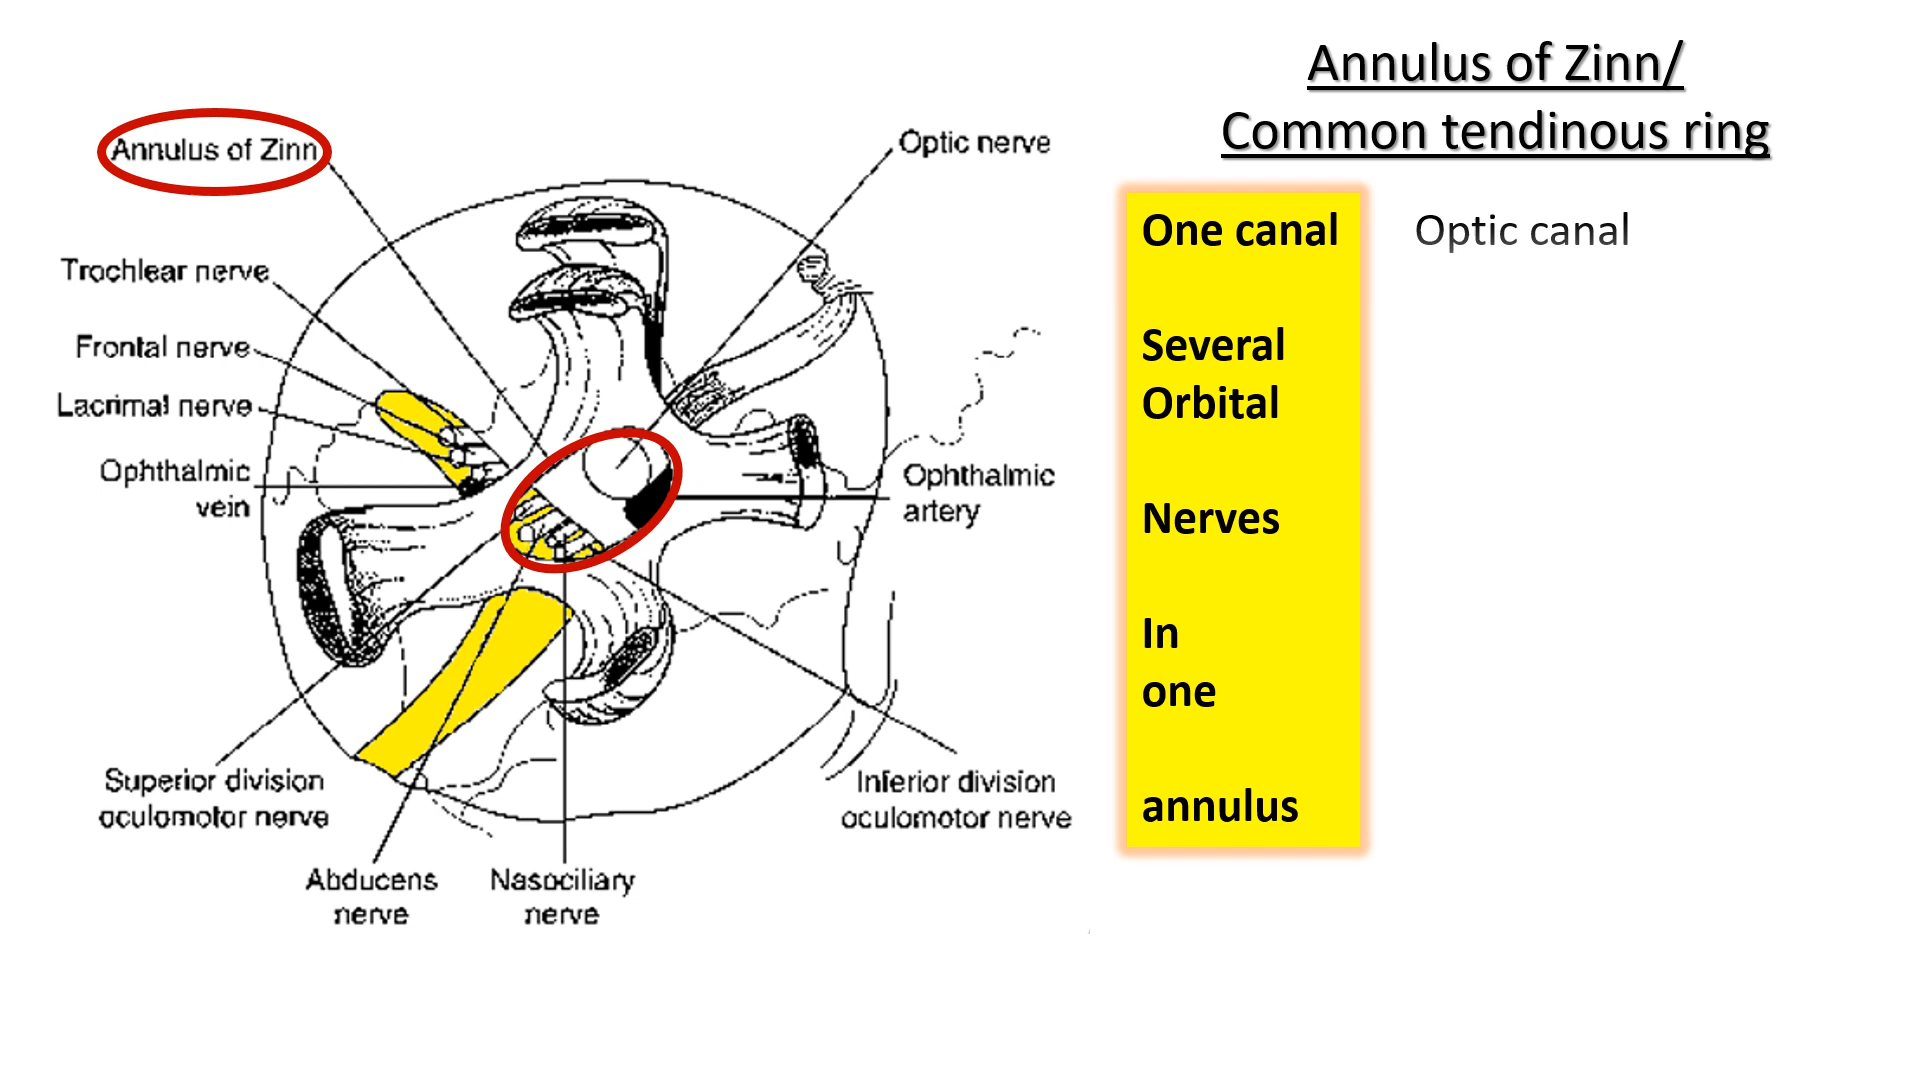 Annulus of Zinn/
Common tendinous ring
Annulus of Zinn
Optic nerve
Trochlear nerve
Frontal nerve
Lacrimal nerve
Ophthalmic
vein
Ophthalmic
artery
Superior division
oculomotor nerve
Inferior division
oculomotor nerve
Abducens
nerve
Nasociliary
nerve
One canal
Optic canal
Several
Orbital
Nerves
In
one
annulus